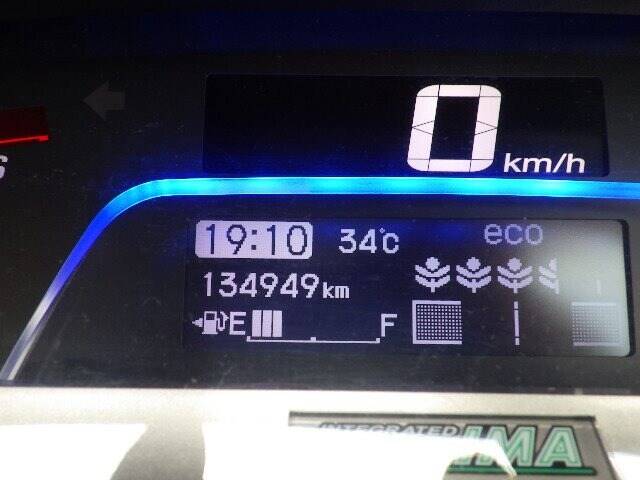 0 km/h
19:10 34°C eco
134949km
E F
INTEGRATED
IMA